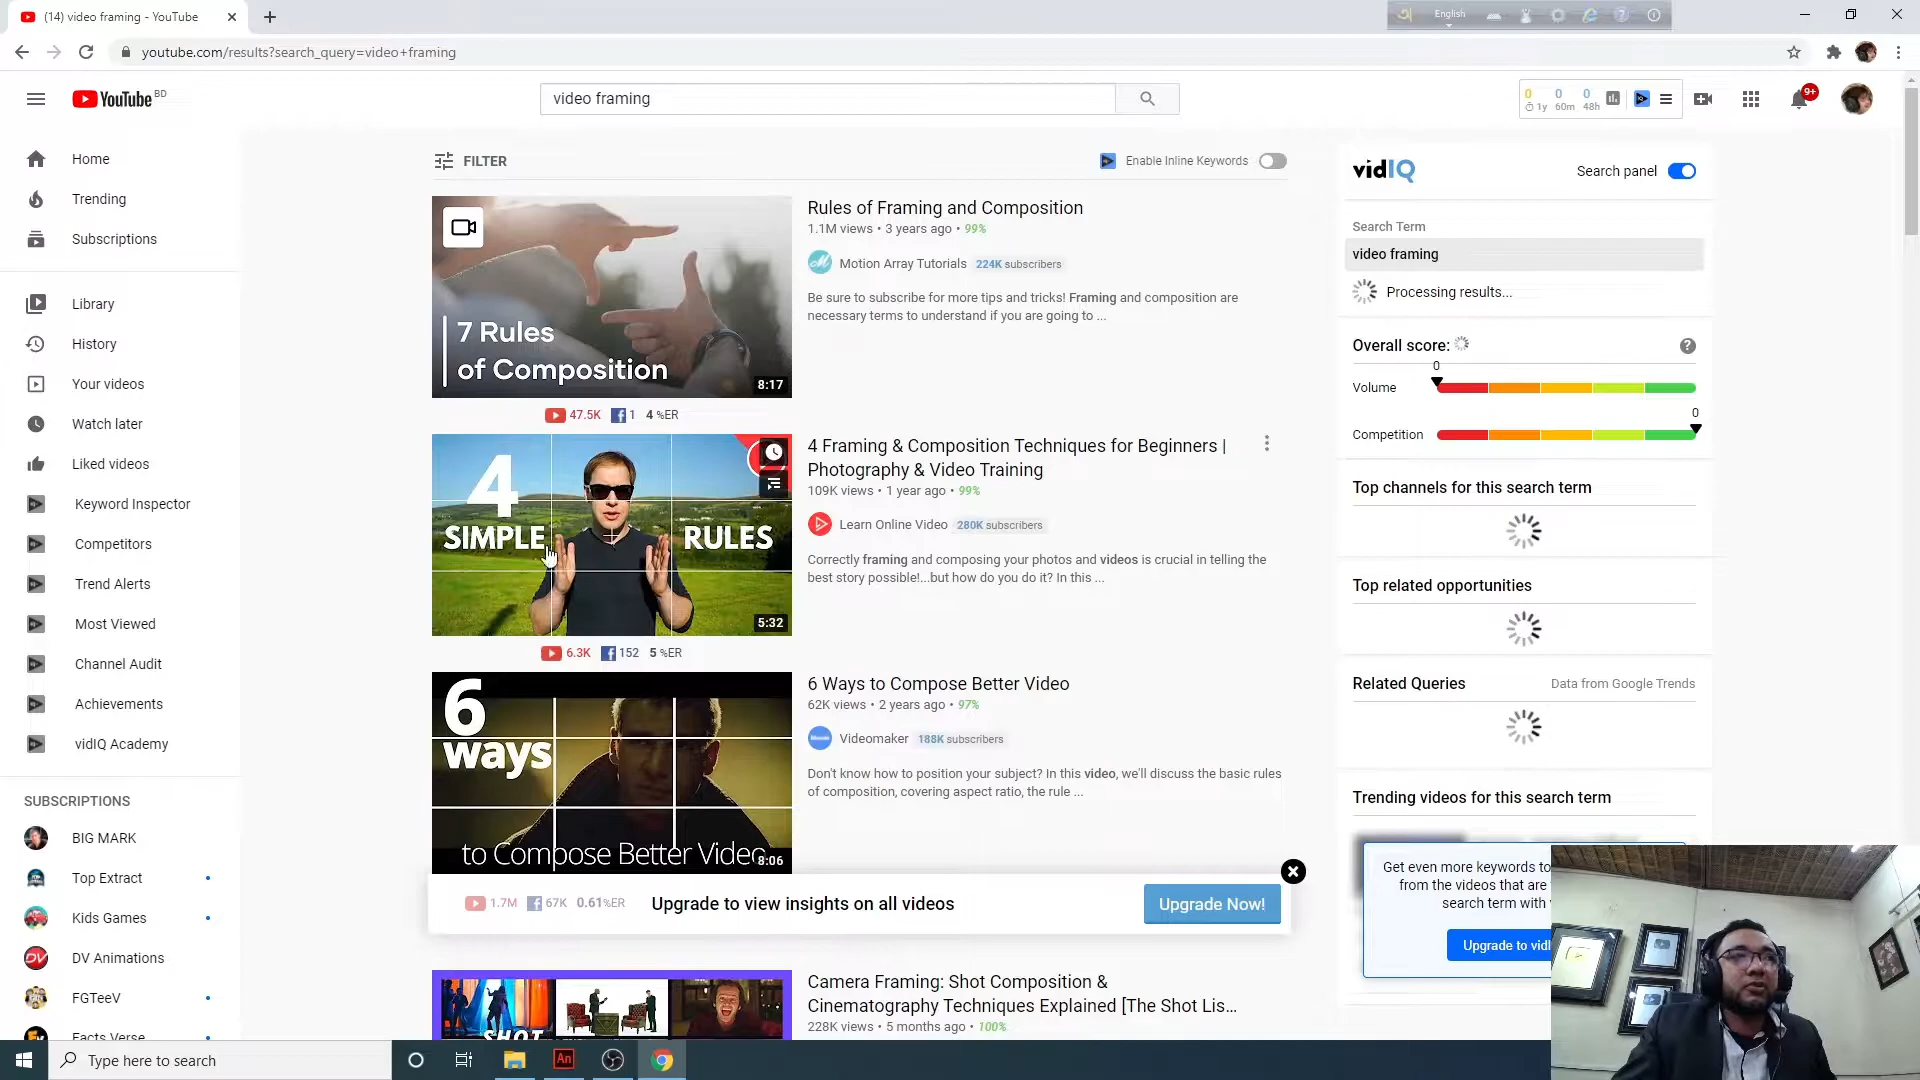 (14) video framing - YouTube
English
youtube.com/results?search_query=video+framing
YouTube BD
video framing
0 0 0
1y 60m 48h
9+
Home
Trending
Subscriptions
Library
History
Your videos
Watch later
Liked videos
Keyword Inspector
Competitors
Trend Alerts
Most Viewed
Channel Audit
Achievements
vidIQ Academy
SUBSCRIPTIONS
BIG MARK
Top Extract
Kids Games
DV Animations
FGTeeV
Facts Verse
FILTER
Enable Inline Keywords
7 Rules
of Composition
8:17
Rules of Framing and Composition
1.1M views • 3 years ago • 99%
Motion Array Tutorials 224K subscribers
Be sure to subscribe for more tips and tricks! Framing and composition are
necessary terms to understand if you are going to ...
47.5K 1 4 %ER
4
SIMPLE RULES
5:32
4 Framing & Composition Techniques for Beginners |
Photography & Video Training
109K views • 1 year ago • 99%
Learn Online Video 280K subscribers
Correctly framing and composing your photos and videos is crucial in telling the
best story possible!...but how do you do it? In this ...
6.3K 152 5 %ER
6
ways
to Compose Better Video
8:06
6 Ways to Compose Better Video
62K views • 2 years ago • 97%
Videomaker 188K subscribers
Don't know how to position your subject? In this video, we'll discuss the basic rules
of composition, covering aspect ratio, the rule ...
1.7M 67K 0.61%ER
Upgrade to view insights on all videos
Upgrade Now!
SHOT
Camera Framing: Shot Composition &
Cinematography Techniques Explained [The Shot Lis...
228K views • 5 months ago • 100%
vidIQ
Search panel
Search Term
video framing
Processing results...
Overall score:
0
Volume
0
Competition
Top channels for this search term
Top related opportunities
Related Queries
Data from Google Trends
Trending videos for this search term
Get even more keywords to
from the videos that are
search term with
Upgrade to vidI
Type here to search
An